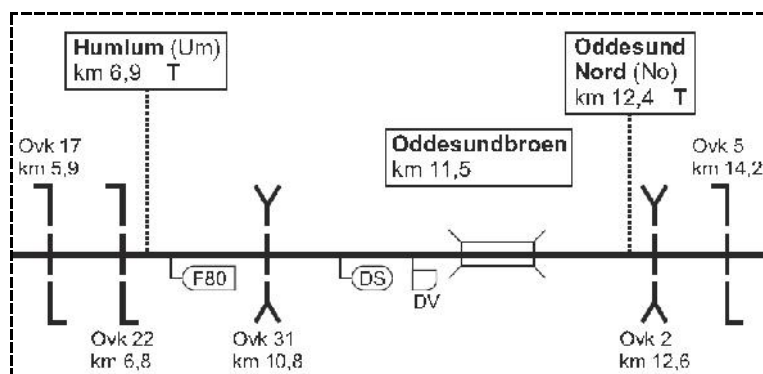 Humlum (Um)
km 6,9 T
Oddesund
Nord (No)
km 12,4 T
Ovk 17
km 5,9
Oddesundbroen
km 11,5
Ovk 5
km 14,2
F80
DS
DV
Ovk 22
km 6,8
Ovk 31
km 10,8
Ovk 2
km 12,6